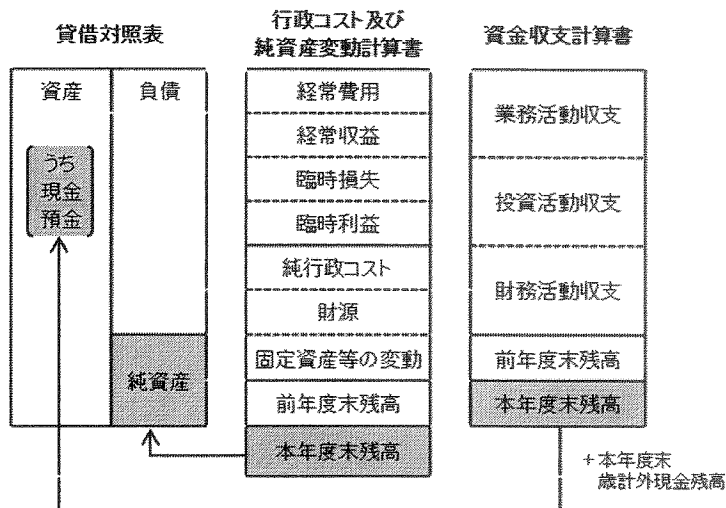 貸借対照表
資産
負債
うち
現金
預金
純資産
行政コスト及び
純資産変動計算書
経常費用
経常収益
臨時損失
臨時利益
純行政コスト
財源
固定資産等の変動
前年度末残高
本年度末残高
資金収支計算書
業務活動収支
投資活動収支
財務活動収支
前年度末残高
本年度末残高
+本年度末
歳計外現金残高